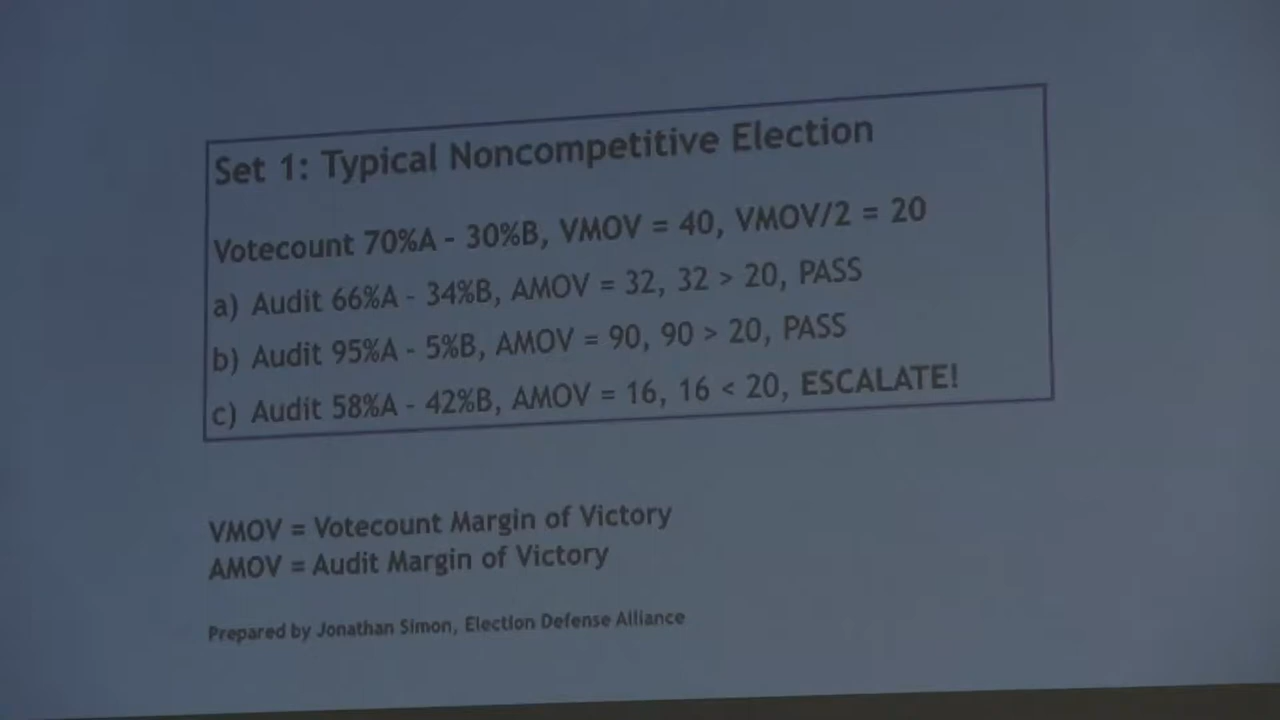 Set 1: Typical Noncompetitive Election
Votecount 70%A - 30%B, VMOV = 40, VMOV/2 = 20
a) Audit 66%A - 34%B, AMOV = 32, 32 > 20, PASS
b) Audit 95%A - 5%B, AMOV = 90, 90 > 20, PASS
c) Audit 58%A - 42%B, AMOV = 16, 16 < 20, ESCALATE!
VMOV = Votecount Margin of Victory
AMOV = Audit Margin of Victory
Prepared by Jonathan Simon, Election Defense Alliance